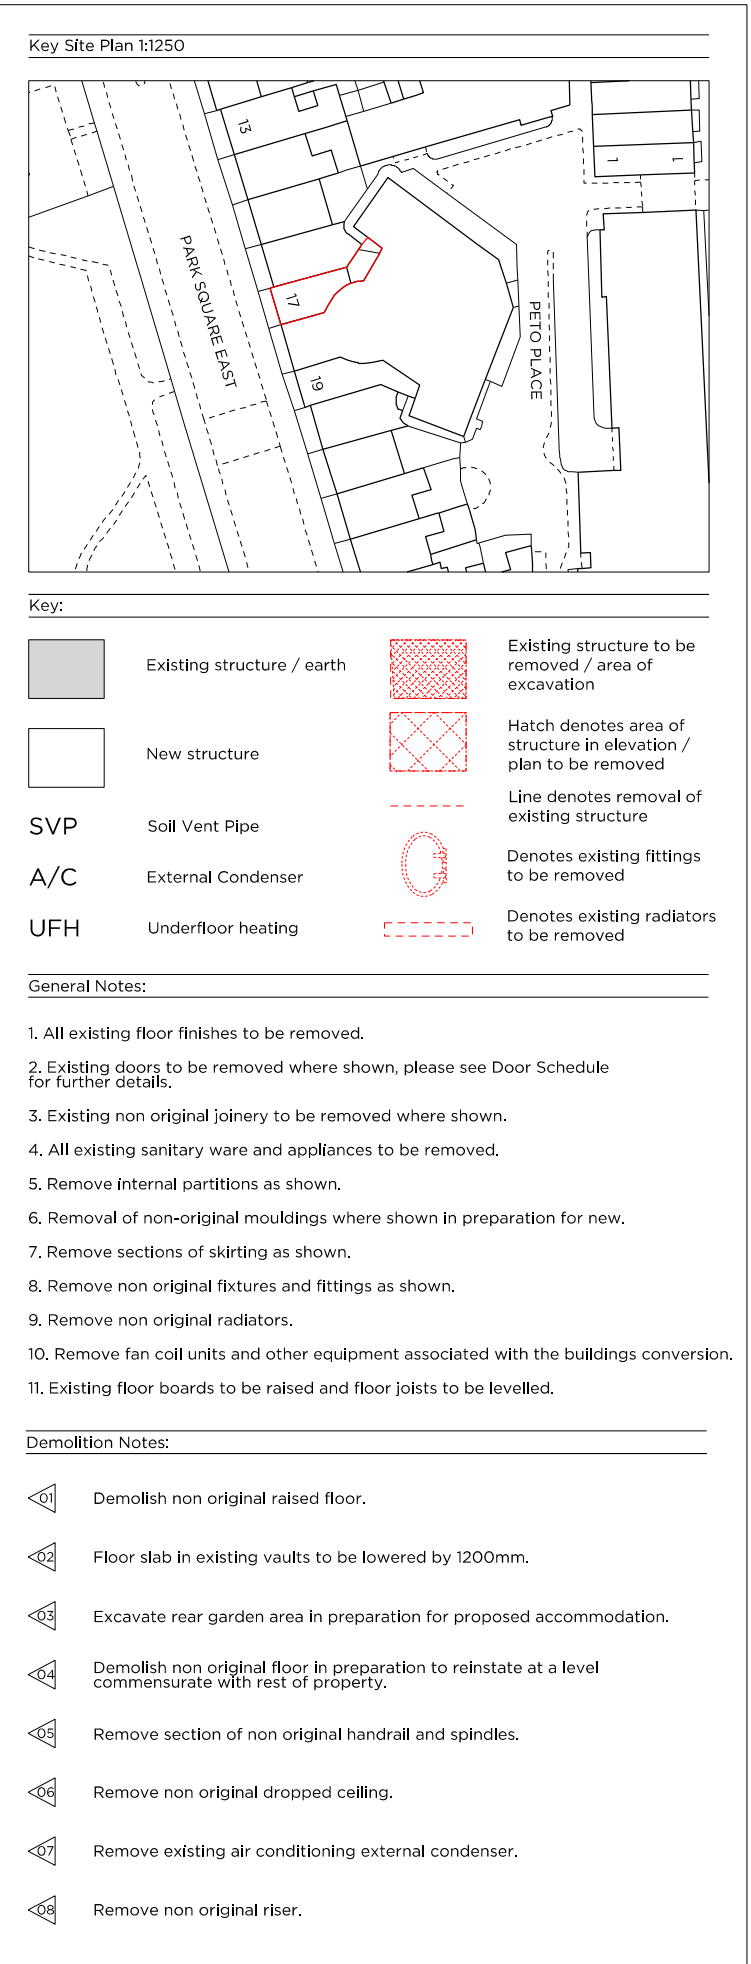 Key Site Plan 1:1250
13
1
1
PARK SQUARE EAST
17
PETO PLACE
19
Key:
Existing structure / earth
Existing structure to be
removed / area of
excavation
New structure
Hatch denotes area of
structure in elevation /
plan to be removed
Line denotes removal of
existing structure
SVP
Soil Vent Pipe
A/C
External Condenser
Denotes existing fittings
to be removed
UFH
Underfloor heating
Denotes existing radiators
to be removed
General Notes:
1. All existing floor finishes to be removed.
2. Existing doors to be removed where shown, please see Door Schedule
for further details.
3. Existing non original joinery to be removed where shown.
4. All existing sanitary ware and appliances to be removed.
5. Remove internal partitions as shown.
6. Removal of non-original mouldings where shown in preparation for new.
7. Remove sections of skirting as shown.
8. Remove non original fixtures and fittings as shown.
9. Remove non original radiators.
10. Remove fan coil units and other equipment associated with the buildings conversion.
11. Existing floor boards to be raised and floor joists to be levelled.
Demolition Notes:
01 Demolish non original raised floor.
02 Floor slab in existing vaults to be lowered by 1200mm.
03 Excavate rear garden area in preparation for proposed accommodation.
04 Demolish non original floor in preparation to reinstate at a level
commensurate with rest of property.
05 Remove section of non original handrail and spindles.
06 Remove non original dropped ceiling.
07 Remove existing air conditioning external condenser.
08 Remove non original riser.